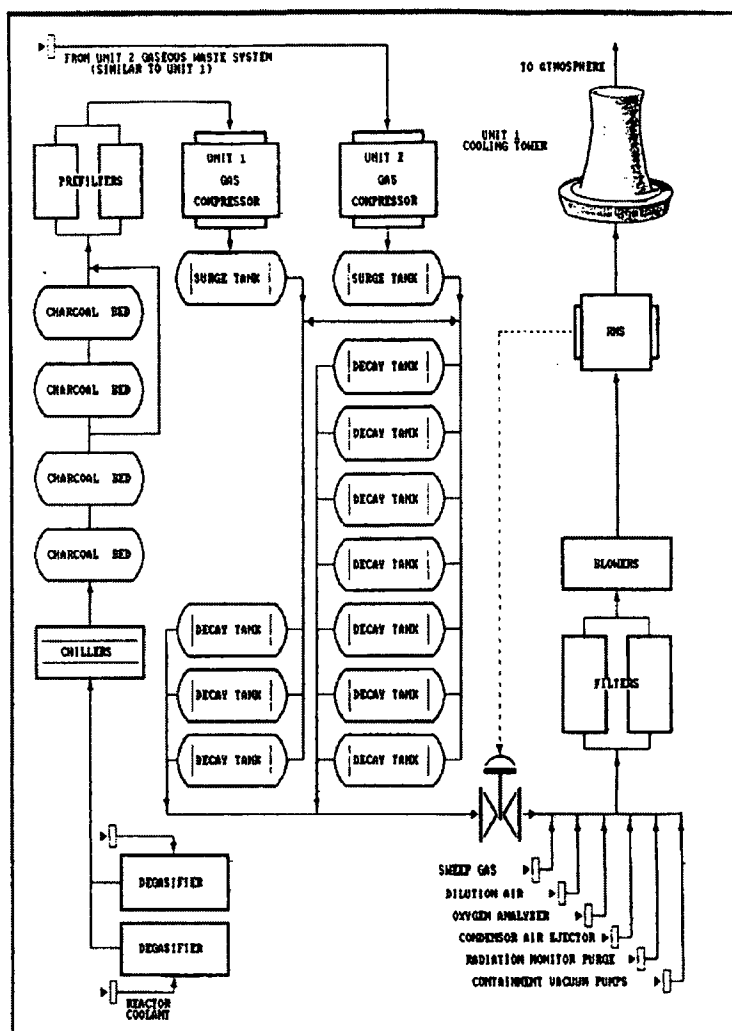 FROM UNIT 2 GASEOUS WASTE SYSTEM
(SIMILAR TO UNIT 1)
TO ATMOSPHERE
UNIT 1
COOLING TOWER
PREFILTERS
UNIT 1
GAS
COMPRESSOR
UNIT 2
GAS
COMPRESSOR
SURGE TANK
SURGE TANK
CHARCOAL BED
CHARCOAL BED
CHARCOAL BED
CHARCOAL BED
RMS
DECAY TANK
DECAY TANK
DECAY TANK
DECAY TANK
DECAY TANK
DECAY TANK
DECAY TANK
DECAY TANK
DECAY TANK
DECAY TANK
CHILLERS
BLOWERS
FILTERS
DEGASIFIER
DEGASIFIER
REACTOR
COOLANT
SWEEP GAS
DILUTION AIR
OXYGEN ANALYZER
CONDENSOR AIR EJECTOR
RADIATION MONITOR PURGE
CONTAINMENT VACUUM PUMPS